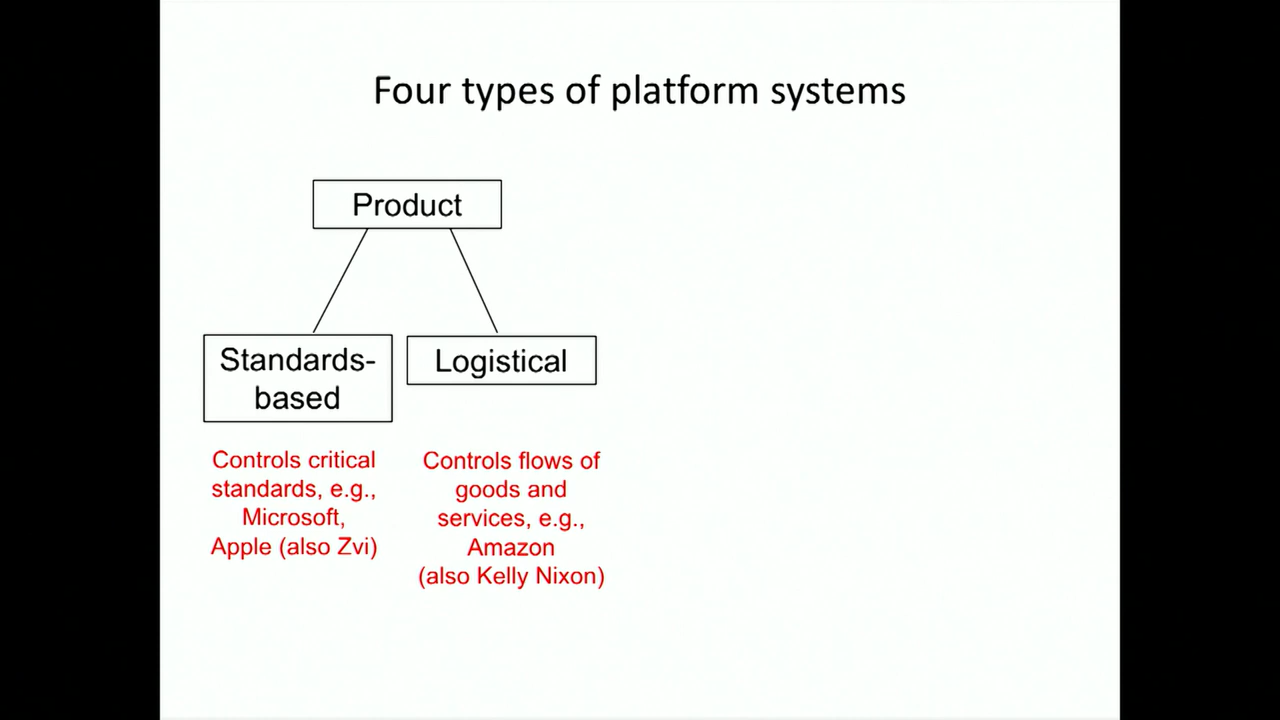 Four types of platform systems
Product
Standards-
based
Logistical
Controls critical
standards, e.g.,
Microsoft,
Apple (also Zvi)
Controls flows of
goods and
services, e.g.,
Amazon
(also Kelly Nixon)